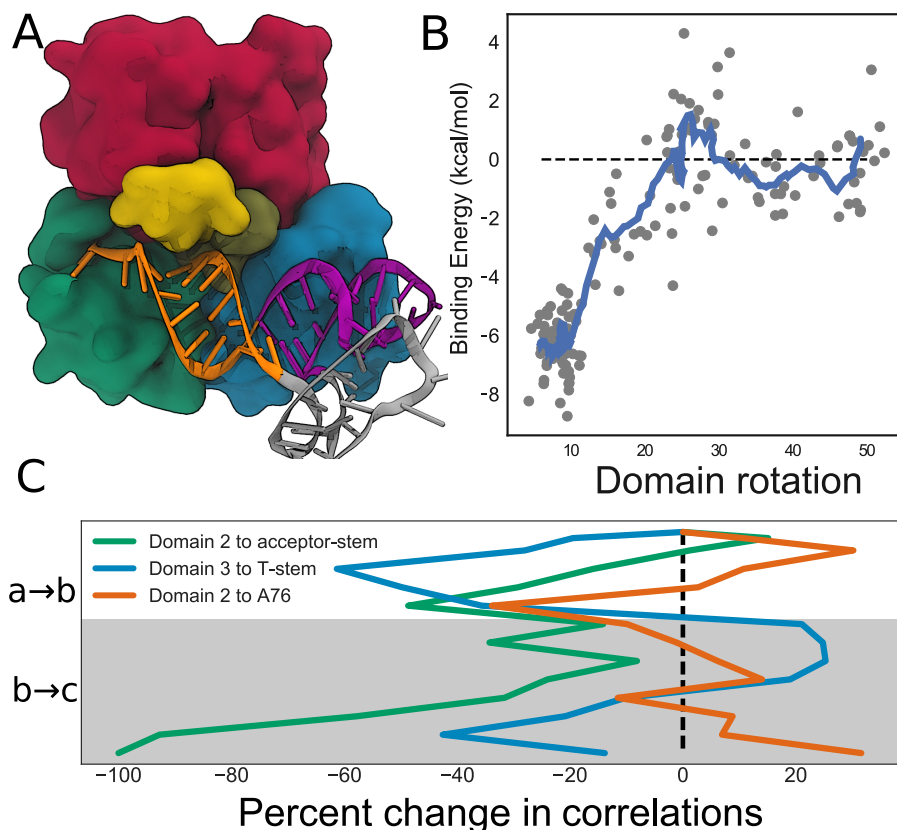 A
B
Binding Energy (kcal/mol)
4
2
0
-2
-4
-6
-8
10 20 30 40 50
Domain rotation
C
Domain 2 to acceptor-stem
Domain 3 to T-stem
Domain 2 to A76
a→b
b→c
−100 −80 −60 −40 −20 0 20
Percent change in correlations